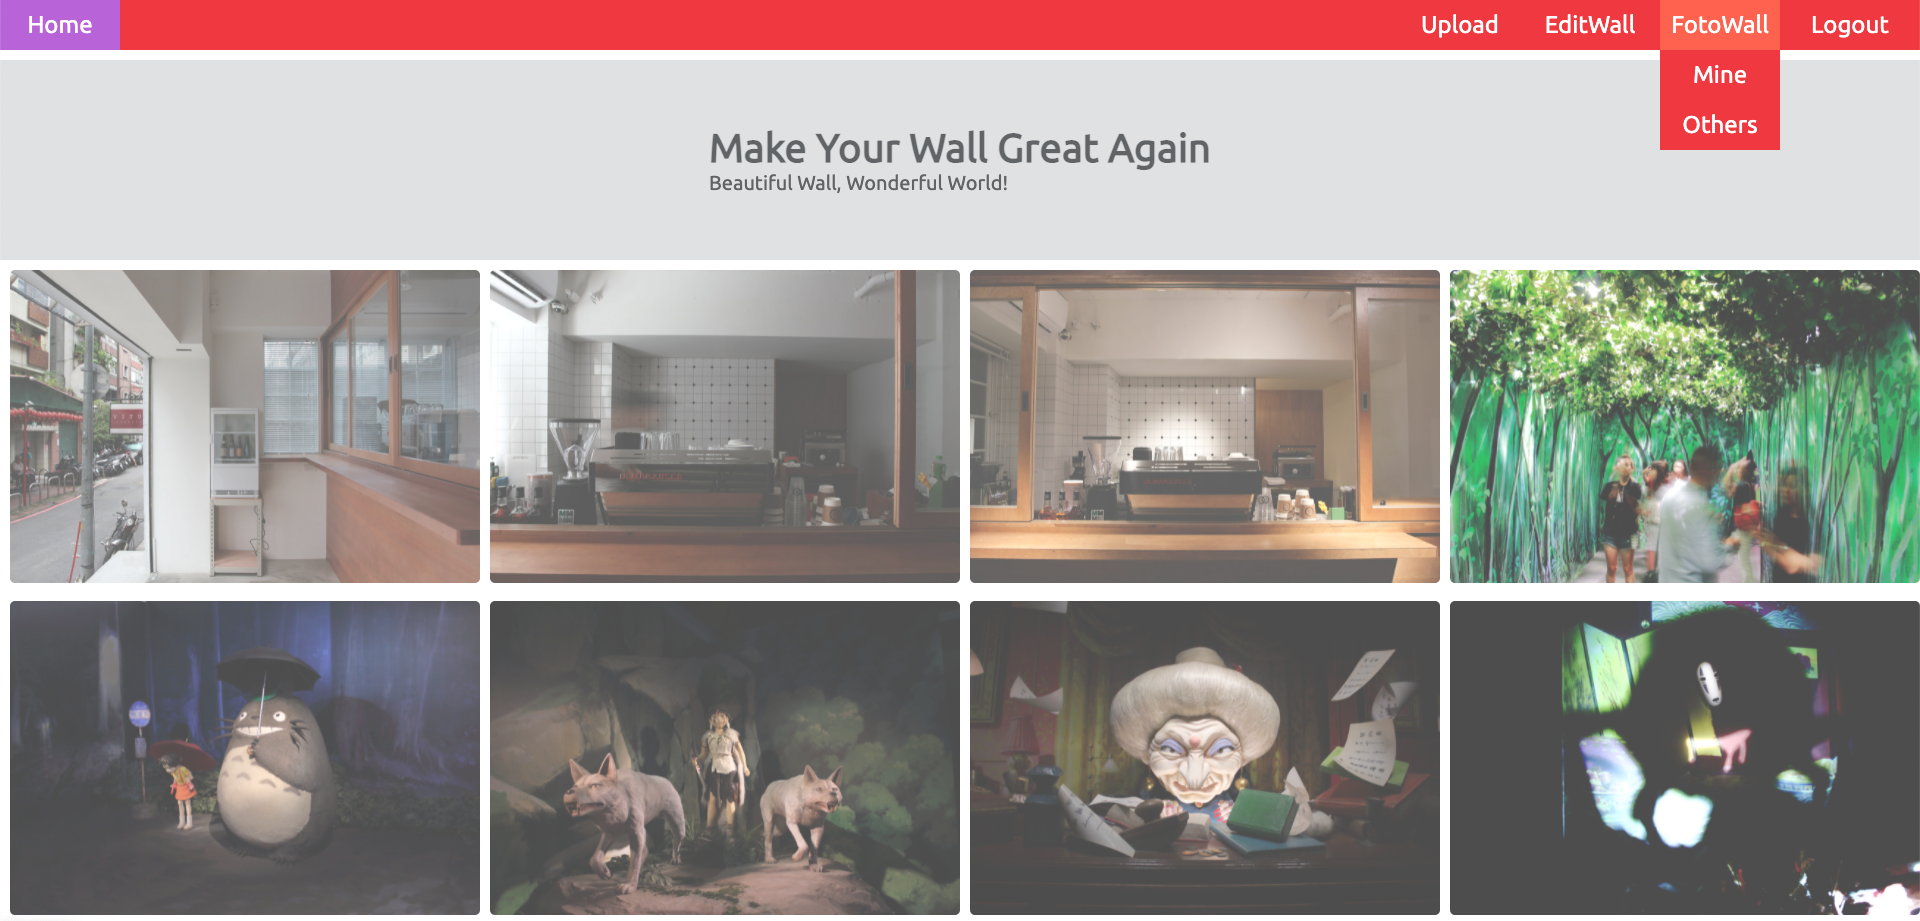 Home
Upload
EditWall
FotoWall
Logout
Mine
Others
Make Your Wall Great Again
Beautiful Wall, Wonderful World!